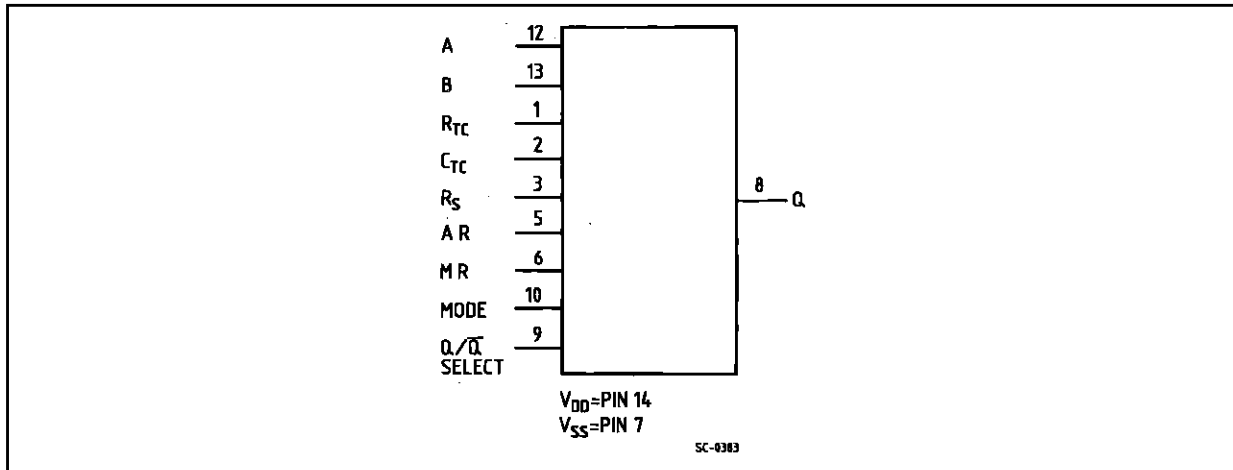 A 12
B 13
R_TC 1
C_TC 2
R_S 3
A R 5
M R 6
MODE 10
Q/Q̅ 9
SELECT
8 Q
V_DD=PIN 14
V_SS=PIN 7
SC-0383